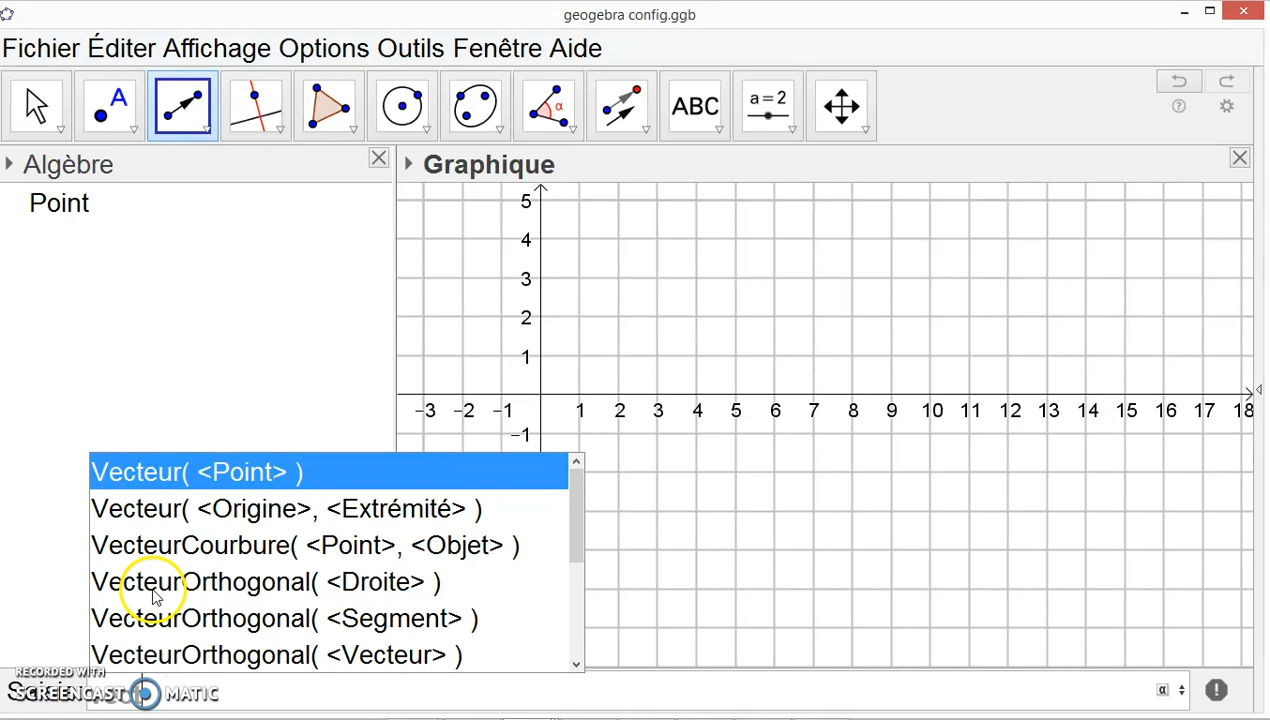 geogebra config.ggb
Fichier Éditer Affichage Options Outils Fenêtre Aide
A
α
ABC
a=2
Algèbre
Graphique
Point
5
4
3
2
1
−3 −2 −1 1 2 3 4 5 6 7 8 9 10 11 12 13 14 15 16 17 18
−1
Vecteur( <Point> )
Vecteur( <Origine>, <Extrémité> )
VecteurCourbure( <Point>, <Objet> )
VecteurOrthogonal( <Droite> )
VecteurOrthogonal( <Segment> )
VecteurOrthogonal( <Vecteur> )
RECORDED WITH
SCREENCAST MATIC
α